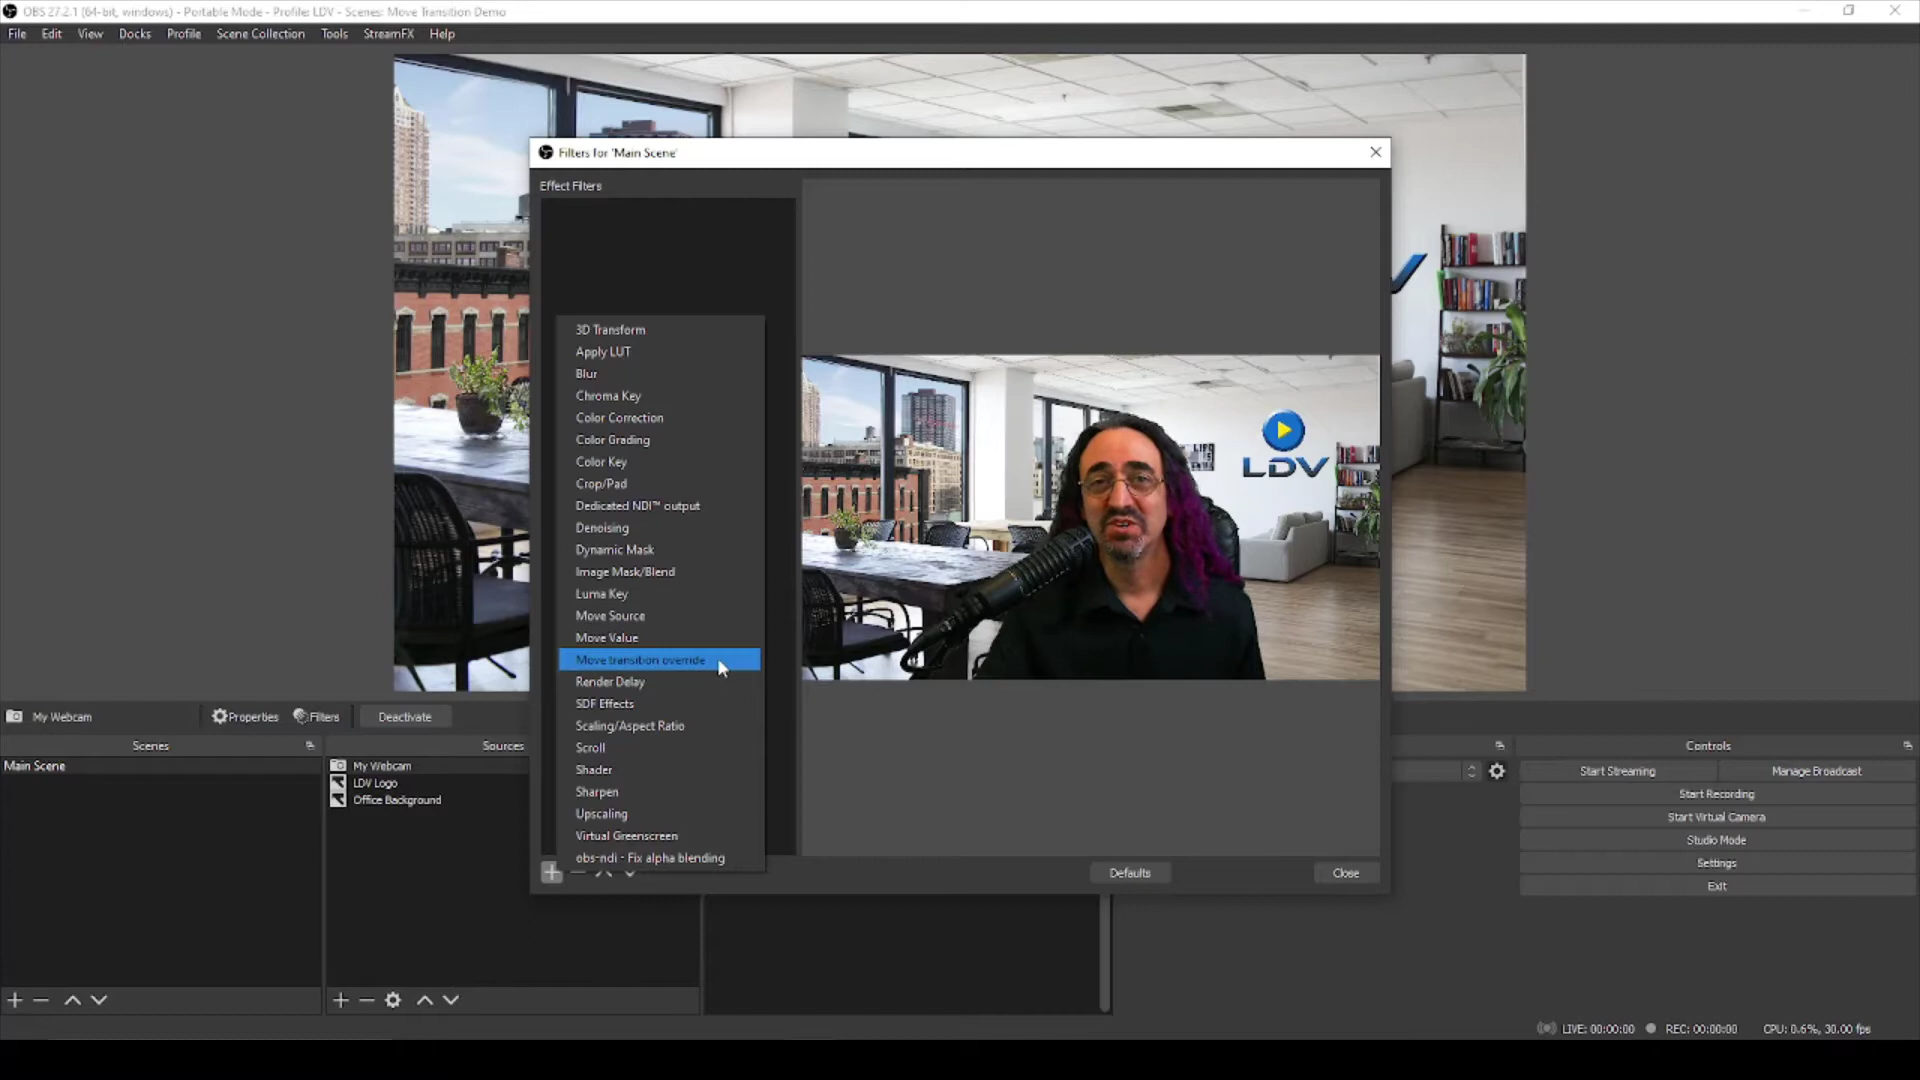 OBS 27.2.1 (64-bit, windows) - Portable Mode - Profile: LDV - Scenes: Move Transition Demo
File Edit View Docks Profile Scene Collection Tools StreamFX Help
Filters for 'Main Scene'
Effect Filters
3D Transform
Apply LUT
Blur
Chroma Key
Color Correction
Color Grading
Color Key
Crop/Pad
Dedicated NDI™ output
Denoising
Dynamic Mask
Image Mask/Blend
Luma Key
Move Source
Move Value
Move transition override
Render Delay
SDF Effects
Scaling/Aspect Ratio
Scroll
Shader
Sharpen
Upscaling
Virtual Greenscreen
obs-ndi - Fix alpha blending
LDV
Defaults Close
My Webcam Properties Filters Deactivate
Scenes
Main Scene
Sources
My Webcam
LDV Logo
Office Background
Controls
Start Streaming Manage Broadcast
Start Recording
Start Virtual Camera
Studio Mode
Settings
Exit
LIVE: 00:00:00 REC: 00:00:00 CPU: 0.6%, 30.00 fps